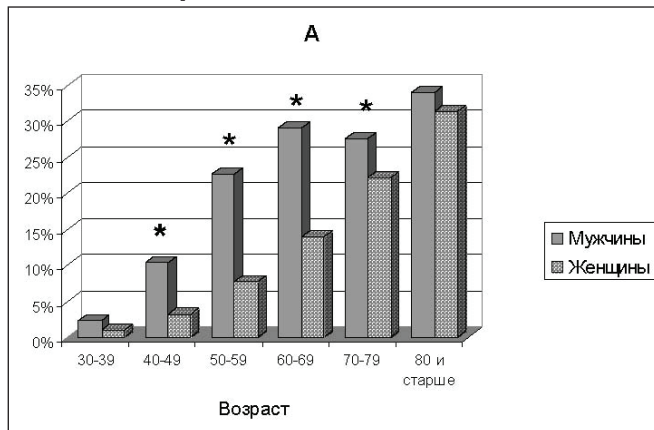 А
35%
30%
25%
20%
15%
10%
5%
0%
*
*
*
*
30-39
40-49
50-59
60-69
70-79
80 и
старше
Возраст
Мужчины
Женщины